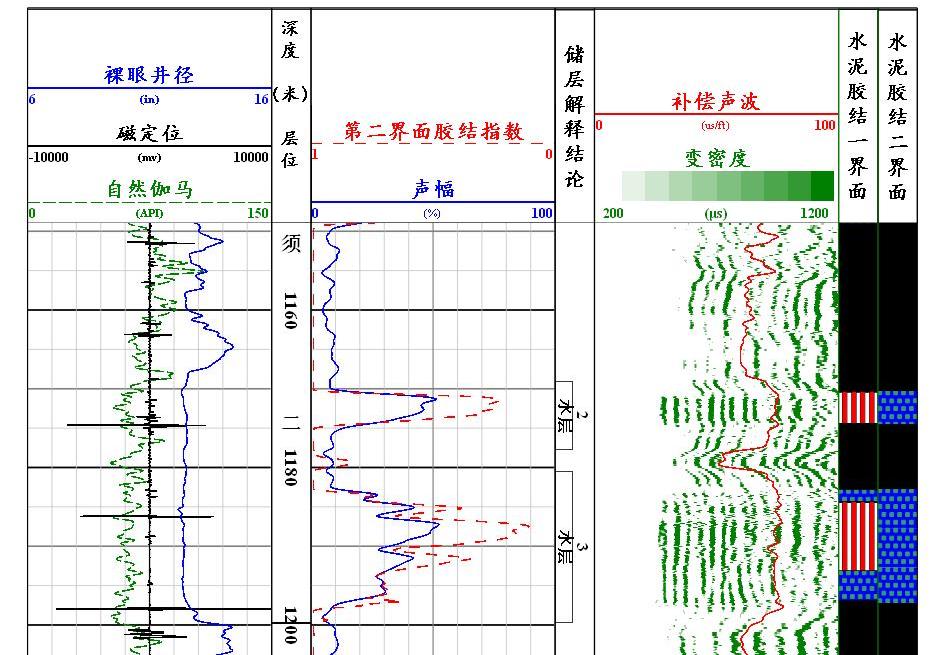 裸眼井径
6 (in) 16
磁定位
-10000 (mv) 10000
自然伽马
0 (API) 150
深度
(米)
层位
第二界面胶结指数
1 0
声幅
0 (%) 100
储层解释结论
补偿声波
0 (us/ft) 100
变密度
200 (μs) 1200
水泥胶结一界面
水泥胶结二界面
须
二
1160
1180
1200
2
水层
3
水层